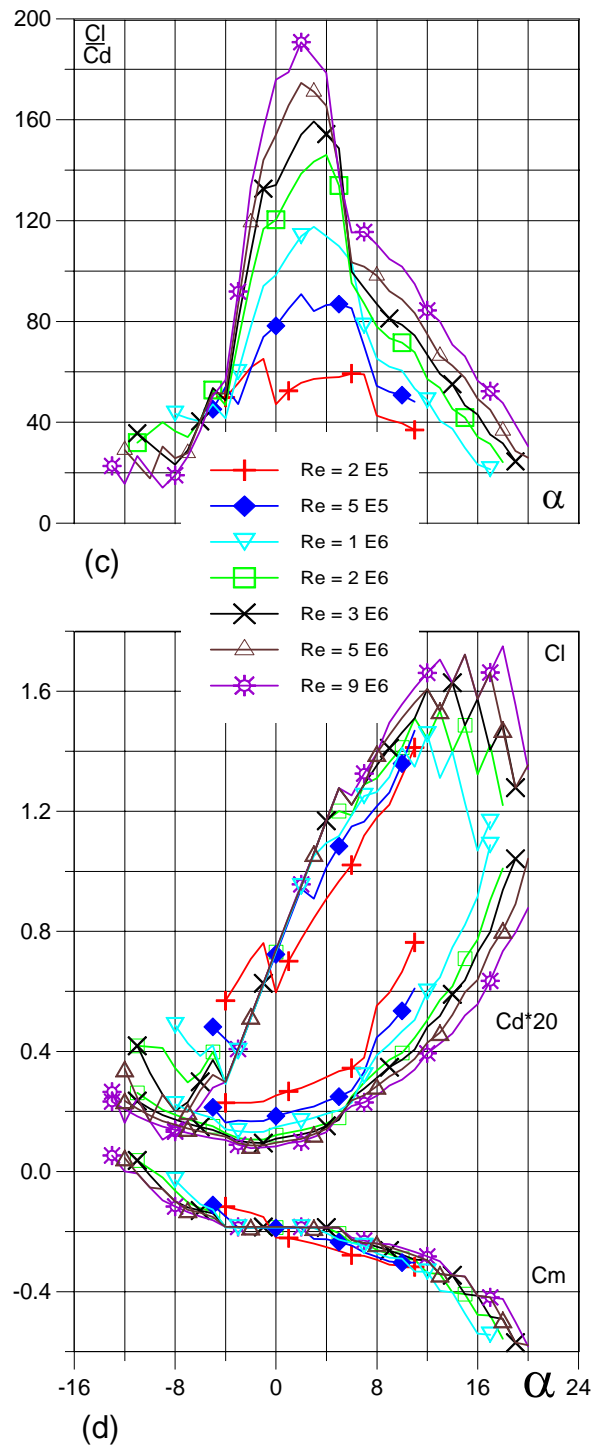 200
Cl
Cd
160
120
80
40
0
α
(c)
Re = 2 E5
Re = 5 E5
Re = 1 E6
Re = 2 E6
Re = 3 E6
Re = 5 E6
Re = 9 E6
Cl
1.6
1.2
0.8
Cd*20
0.4
0.0
Cm
-0.4
-16 -8 0 8 α 16 24
(d)